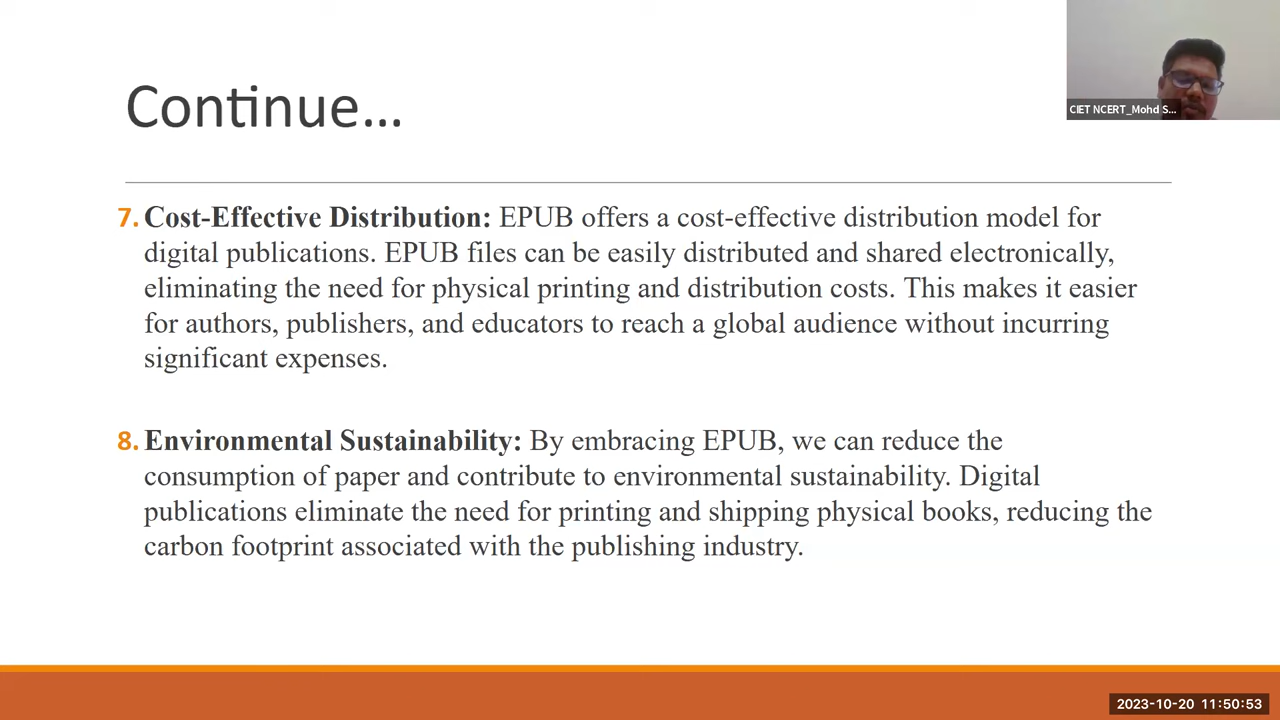 Continue...
CIET NCERT_Mohd S...
7. Cost-Effective Distribution: EPUB offers a cost-effective distribution model for
digital publications. EPUB files can be easily distributed and shared electronically,
eliminating the need for physical printing and distribution costs. This makes it easier
for authors, publishers, and educators to reach a global audience without incurring
significant expenses.
8. Environmental Sustainability: By embracing EPUB, we can reduce the
consumption of paper and contribute to environmental sustainability. Digital
publications eliminate the need for printing and shipping physical books, reducing the
carbon footprint associated with the publishing industry.
2023-10-20 11:50:53